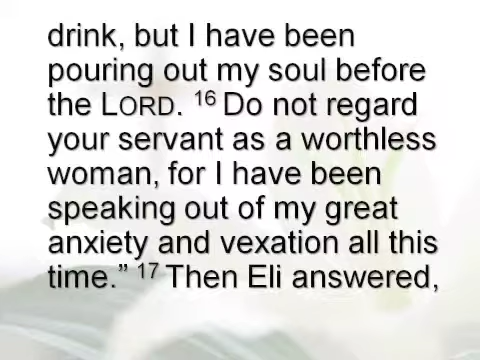 drink, but I have been
pouring out my soul before
the LORD. 16 Do not regard
your servant as a worthless
woman, for I have been
speaking out of my great
anxiety and vexation all this
time.” 17 Then Eli answered,